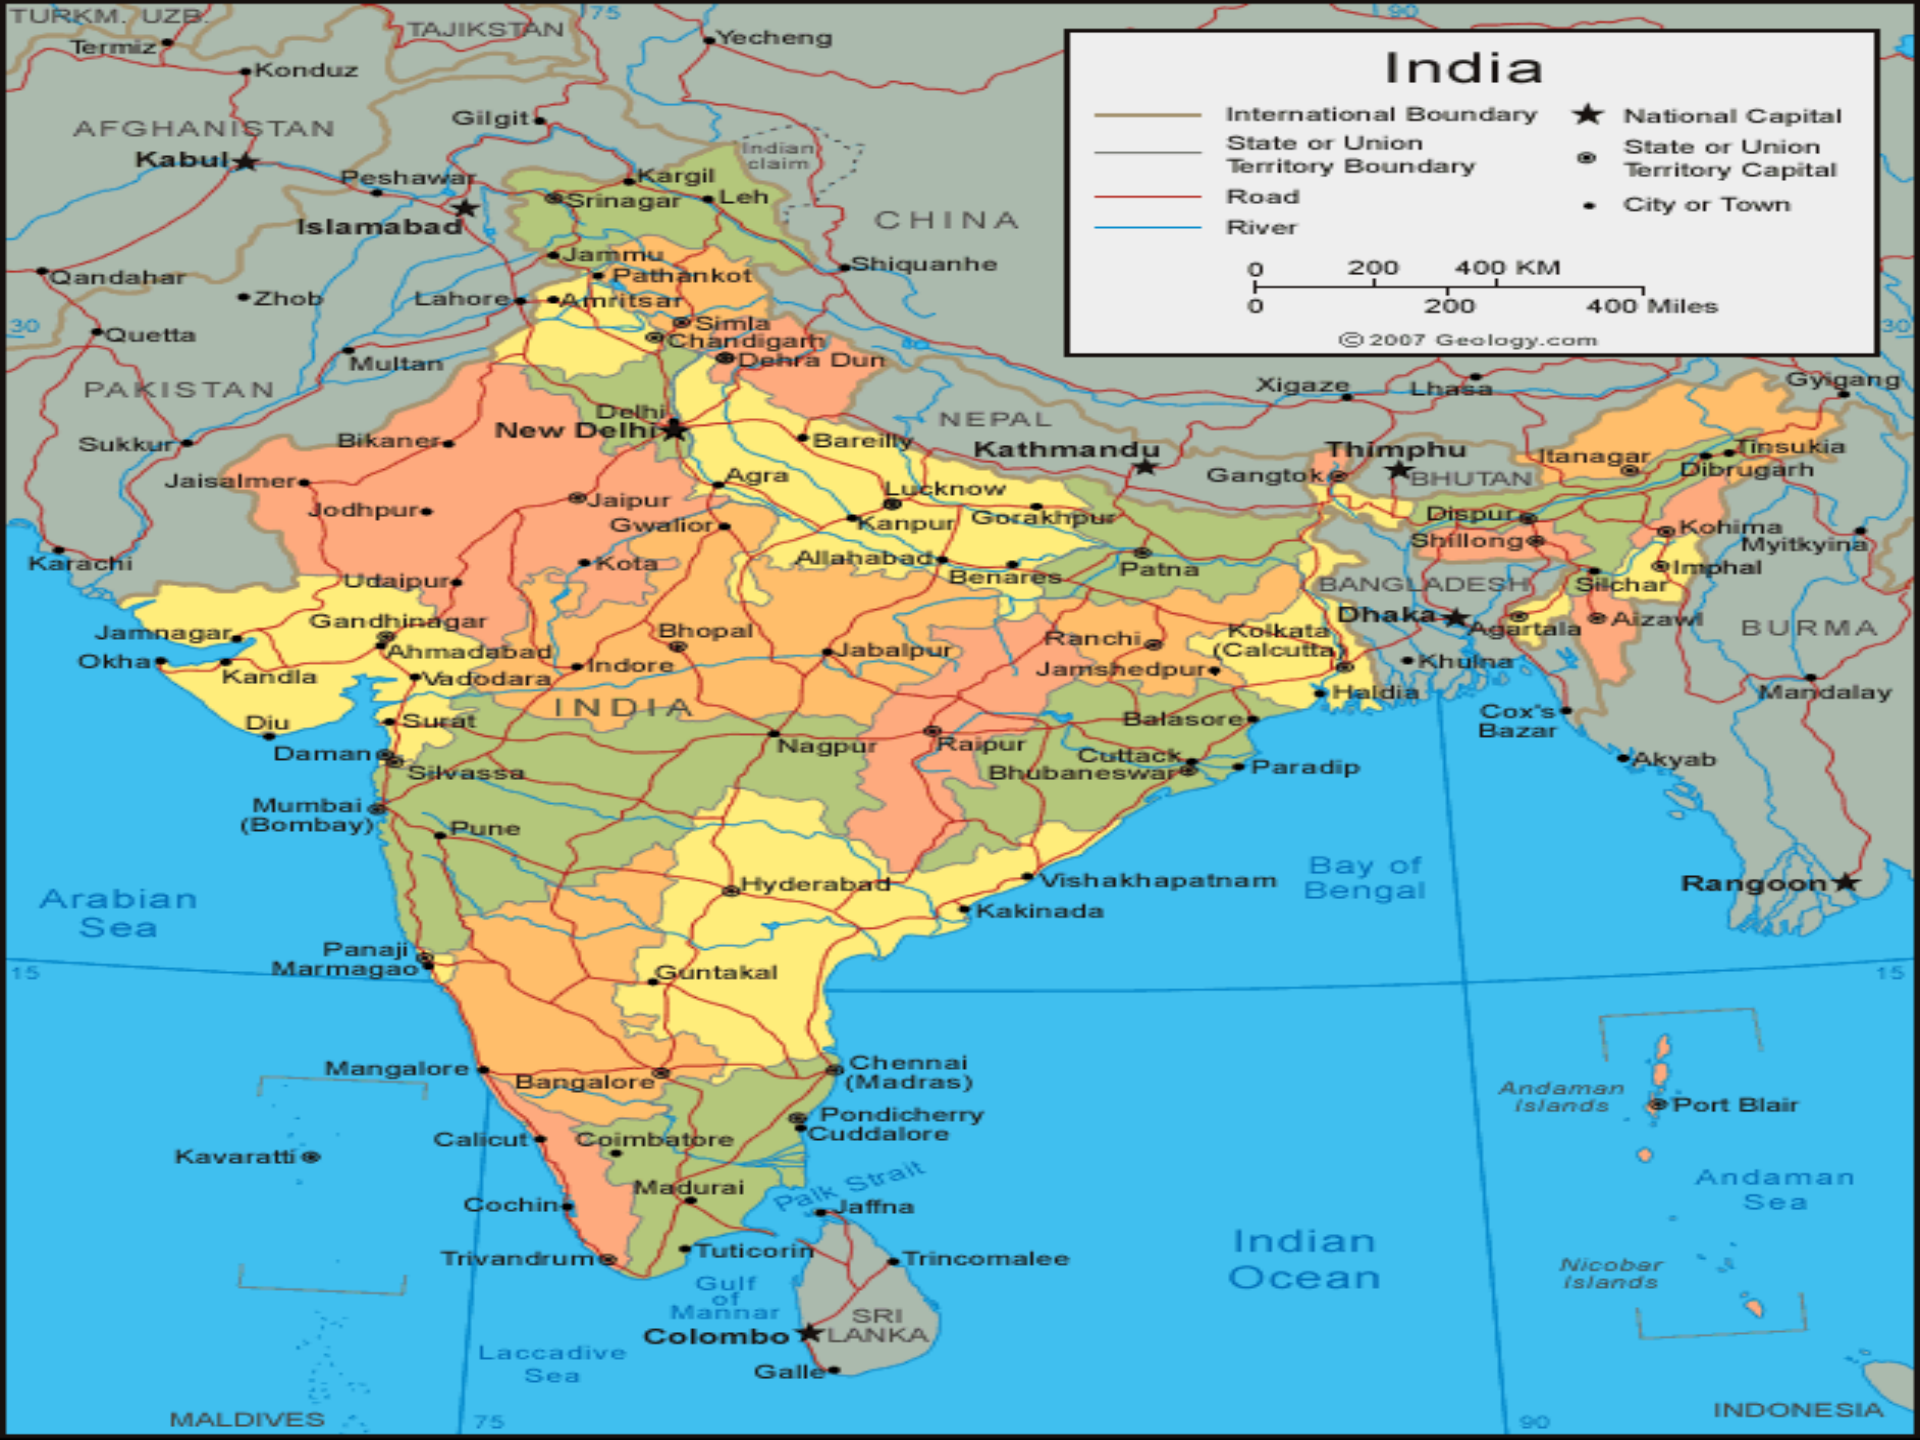 TURKM.
UZB.
TAJIKSTAN
75
90
Yecheng
Termiz
Konduz
India
International Boundary
State or Union
Territory Boundary
Road
River
National Capital
State or Union
Territory Capital
City or Town
0 200 400 KM
0 200 400 Miles
©2007 Geology.com
Gilgit
AFGHANISTAN
Kabul
Indian
claim
Peshawar
Kargil
Srinagar
Leh
Islamabad
CHINA
Jammu
Shiquanhe
Qandahar
Pathankot
Zhob
Lahore
Amritsar
30
30
Quetta
Simla
Chandigarh
Multan
Dehra Dun
PAKISTAN
Xigaze
Lhasa
Gyigang
Delhi
New Delhi
NEPAL
Sukkur
Bikaner
Bareilly
Kathmandu
Thimphu
Itanagar
Tinsukia
Jaisalmer
Agra
Gangtok
BHUTAN
Dibrugarh
Jodhpur
Jaipur
Lucknow
Gwalior
Kanpur
Gorakhpur
Dispur
Kohima
Shillong
Myitkyina
Karachi
Kota
Allahabad
Benares
Patna
Imphal
Udaipur
BANGLADESH
Silchar
Jamnagar
Gandhinagar
Bhopal
Ranchi
Kolkata
(Calcutta)
Dhaka
Agartala
Aizawl
BURMA
Okha
Ahmadabad
Kandla
Vadodara
Indore
Jabalpur
Jamshedpur
Khulna
INDIA
Haldia
Mandalay
Diu
Surat
Balasore
Cox's
Bazar
Daman
Silvassa
Nagpur
Raipur
Cuttack
Bhubaneswar
Paradip
Akyab
Mumbai
(Bombay)
Pune
Arabian
Sea
Hyderabad
Vishakhapatnam
Bay of
Bengal
Rangoon
Kakinada
Panaji
Marmagao
15
Guntakal
15
Mangalore
Bangalore
Chennai
(Madras)
Andaman
Islands
Port Blair
Pondicherry
Cuddalore
Calicut
Coimbatore
Kavaratti
Palk Strait
Madurai
Jaffna
Andaman
Sea
Cochin
Trivandrum
Tuticorin
Trincomalee
Indian
Ocean
Nicobar
Islands
Gulf
of
Mannar
SRI
LANKA
Colombo
Laccadive
Sea
Galle
MALDIVES
75
90
INDONESIA